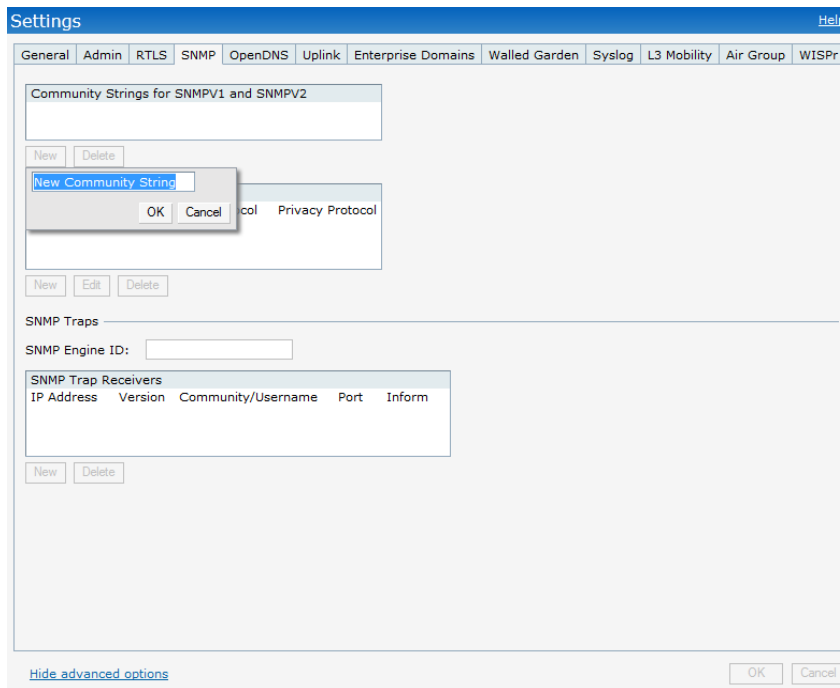 Settings
Help
General Admin RTLS SNMP OpenDNS Uplink Enterprise Domains Walled Garden Syslog L3 Mobility Air Group WISPr
Community Strings for SNMPV1 and SNMPV2
New Delete
New Community String
OK Cancel
Privacy Protocol
New Edit Delete
SNMP Traps
SNMP Engine ID:
SNMP Trap Receivers
IP Address Version Community/Username Port Inform
New Delete
Hide advanced options
OK Cancel